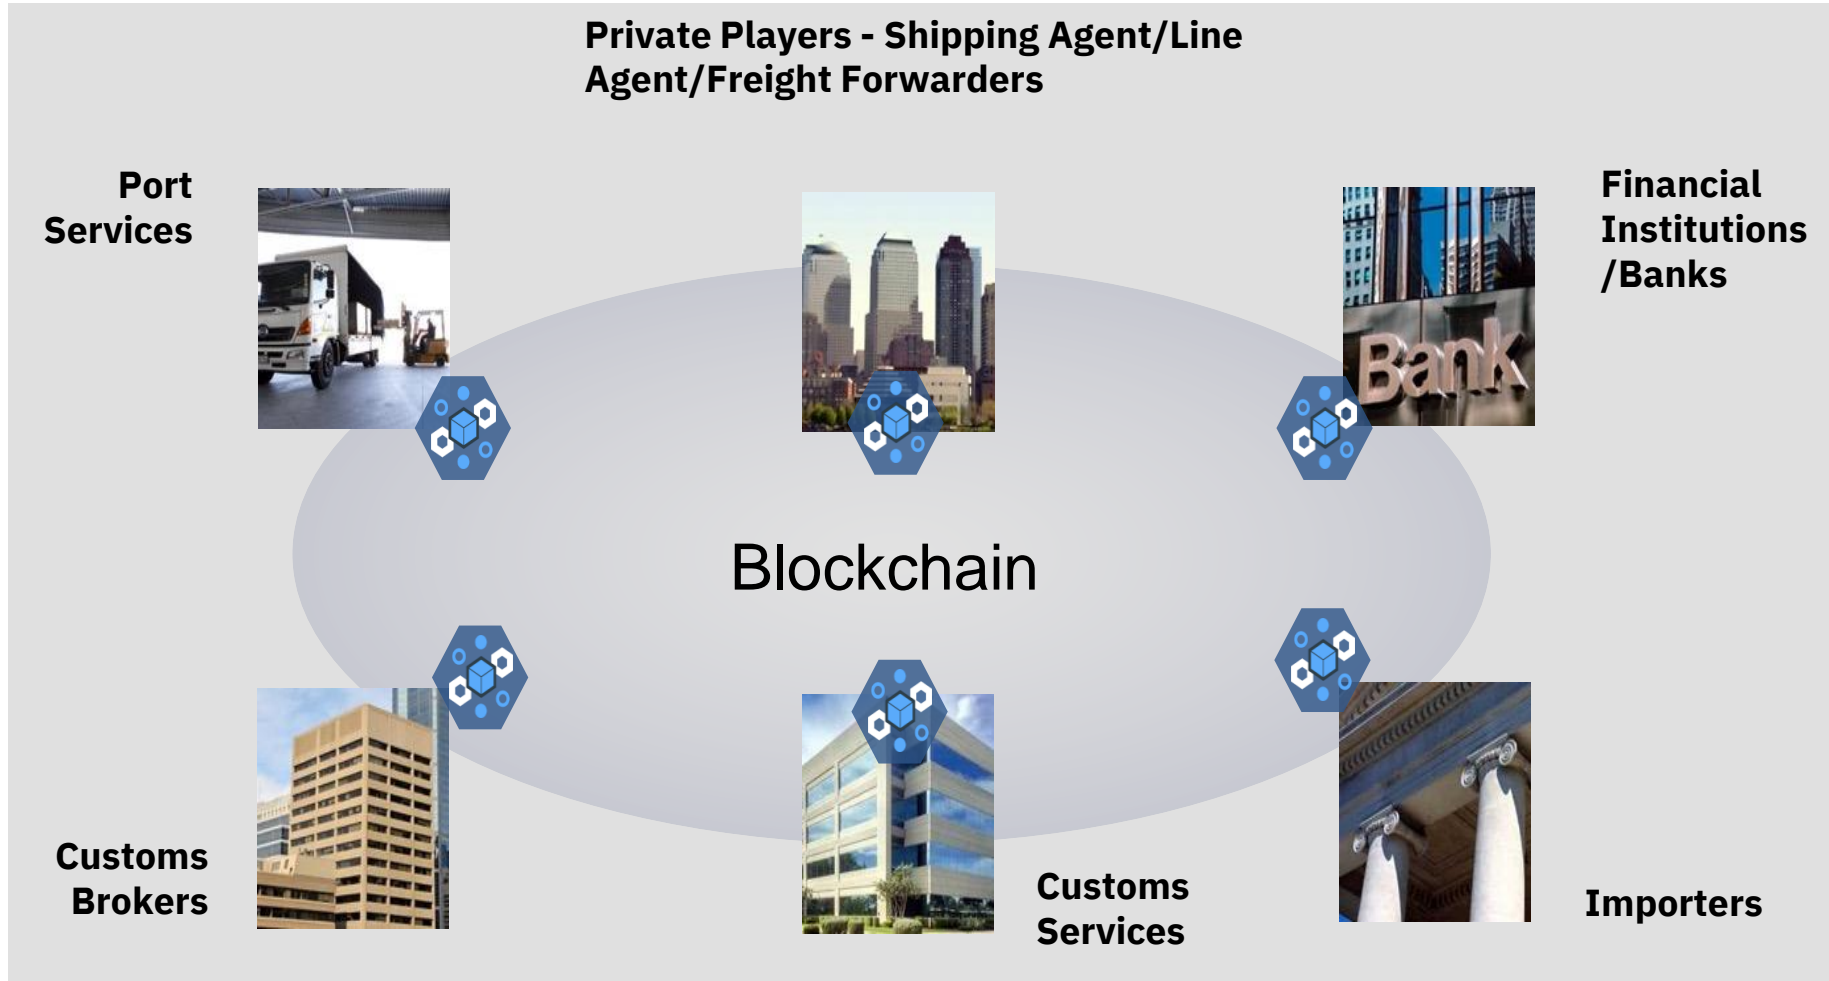 Private Players - Shipping Agent/Line
Agent/Freight Forwarders
Port
Services
Financial
Institutions
/Banks
Bank
Blockchain
Customs
Brokers
Customs
Services
Importers